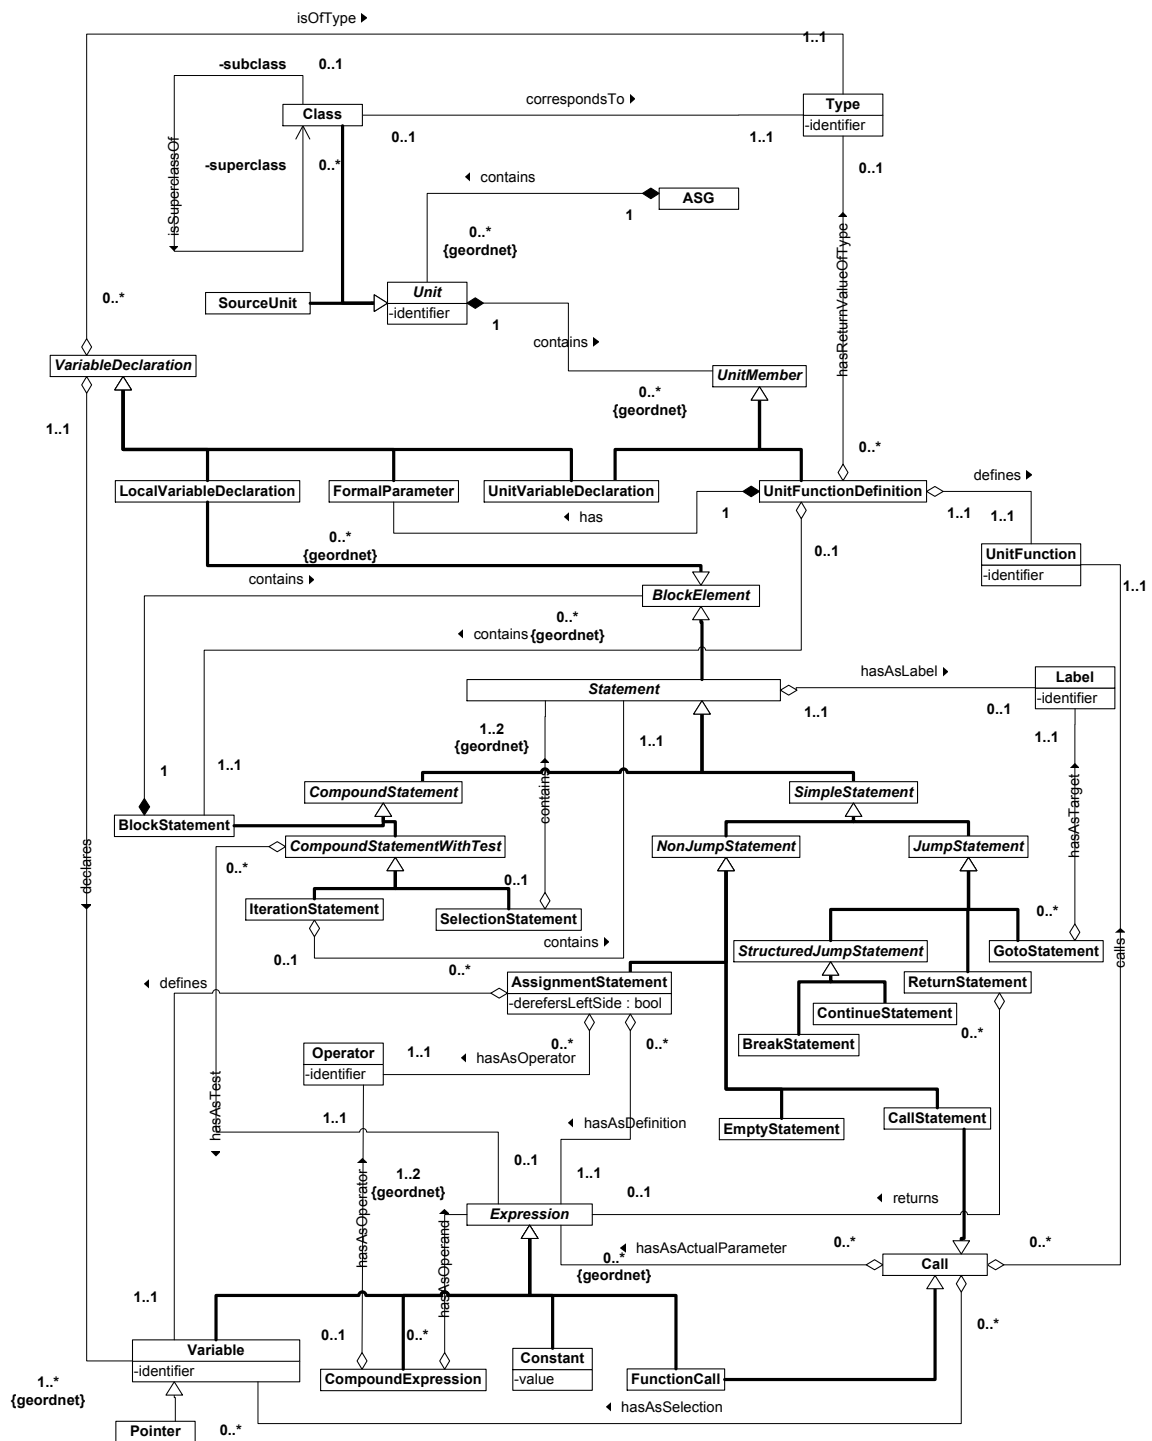 isOfType
1..1
-subclass
0..1
correspondsTo
Class
Type
-identifier
0..1
1..1
-superclass
0..*
0..1
isSuperclassOf
contains
ASG
1
0..*
{geordnet}
hasReturnValueOfType
0..*
SourceUnit
Unit
-identifier
1
contains
VariableDeclaration
UnitMember
0..*
{geordnet}
1..1
0..*
defines
LocalVariableDeclaration
FormalParameter
UnitVariableDeclaration
UnitFunctionDefinition
has
1
1..1
1..1
0..*
{geordnet}
0..1
UnitFunction
-identifier
contains
1..1
BlockElement
0..*
{geordnet}
contains
hasAsLabel
Statement
Label
-identifier
1..1
0..1
1..2
{geordnet}
1..1
1..1
1
1..1
contains
CompoundStatement
SimpleStatement
hasAsTarget
BlockStatement
CompoundStatementWithTest
NonJumpStatement
JumpStatement
0..*
0..1
declares
IterationStatement
SelectionStatement
0..*
contains
StructuredJumpStatement
GotoStatement
0..1
0..*
calls
defines
AssignmentStatement
-derefersLeftSide : bool
ReturnStatement
ContinueStatement
0..*
BreakStatement
Operator
-identifier
1..1
0..*
0..*
hasAsOperator
hasAsTest
1..1
hasAsDefinition
EmptyStatement
CallStatement
0..1
1..1
1..2
{geordnet}
0..1
returns
Expression
hasAsOperator
hasAsOperand
hasAsActualParameter
0..*
0..*
0..*
{geordnet}
Call
1..1
0..*
0..1
0..*
Variable
-identifier
CompoundExpression
Constant
-value
FunctionCall
1..*
{geordnet}
hasAsSelection
Pointer
0..*